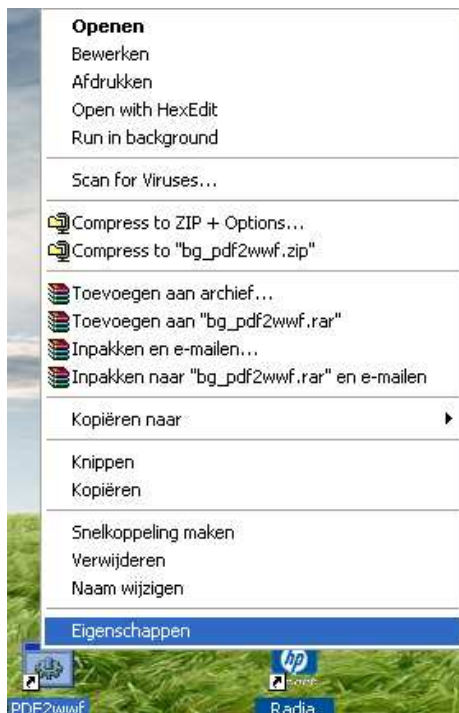 Openen
Bewerken
Afdrukken
Open with HexEdit
Run in background
Scan for Viruses...
Compress to ZIP + Options...
Compress to "bg_pdf2wwf.zip"
Toevoegen aan archief...
Toevoegen aan "bg_pdf2wwf.rar"
Inpakken en e-mailen...
Inpakken naar "bg_pdf2wwf.rar" en e-mailen
Kopiëren naar
Knippen
Kopiëren
Snelkoppeling maken
Verwijderen
Naam wijzigen
Eigenschappen
hp
PDF2wwf
Radia